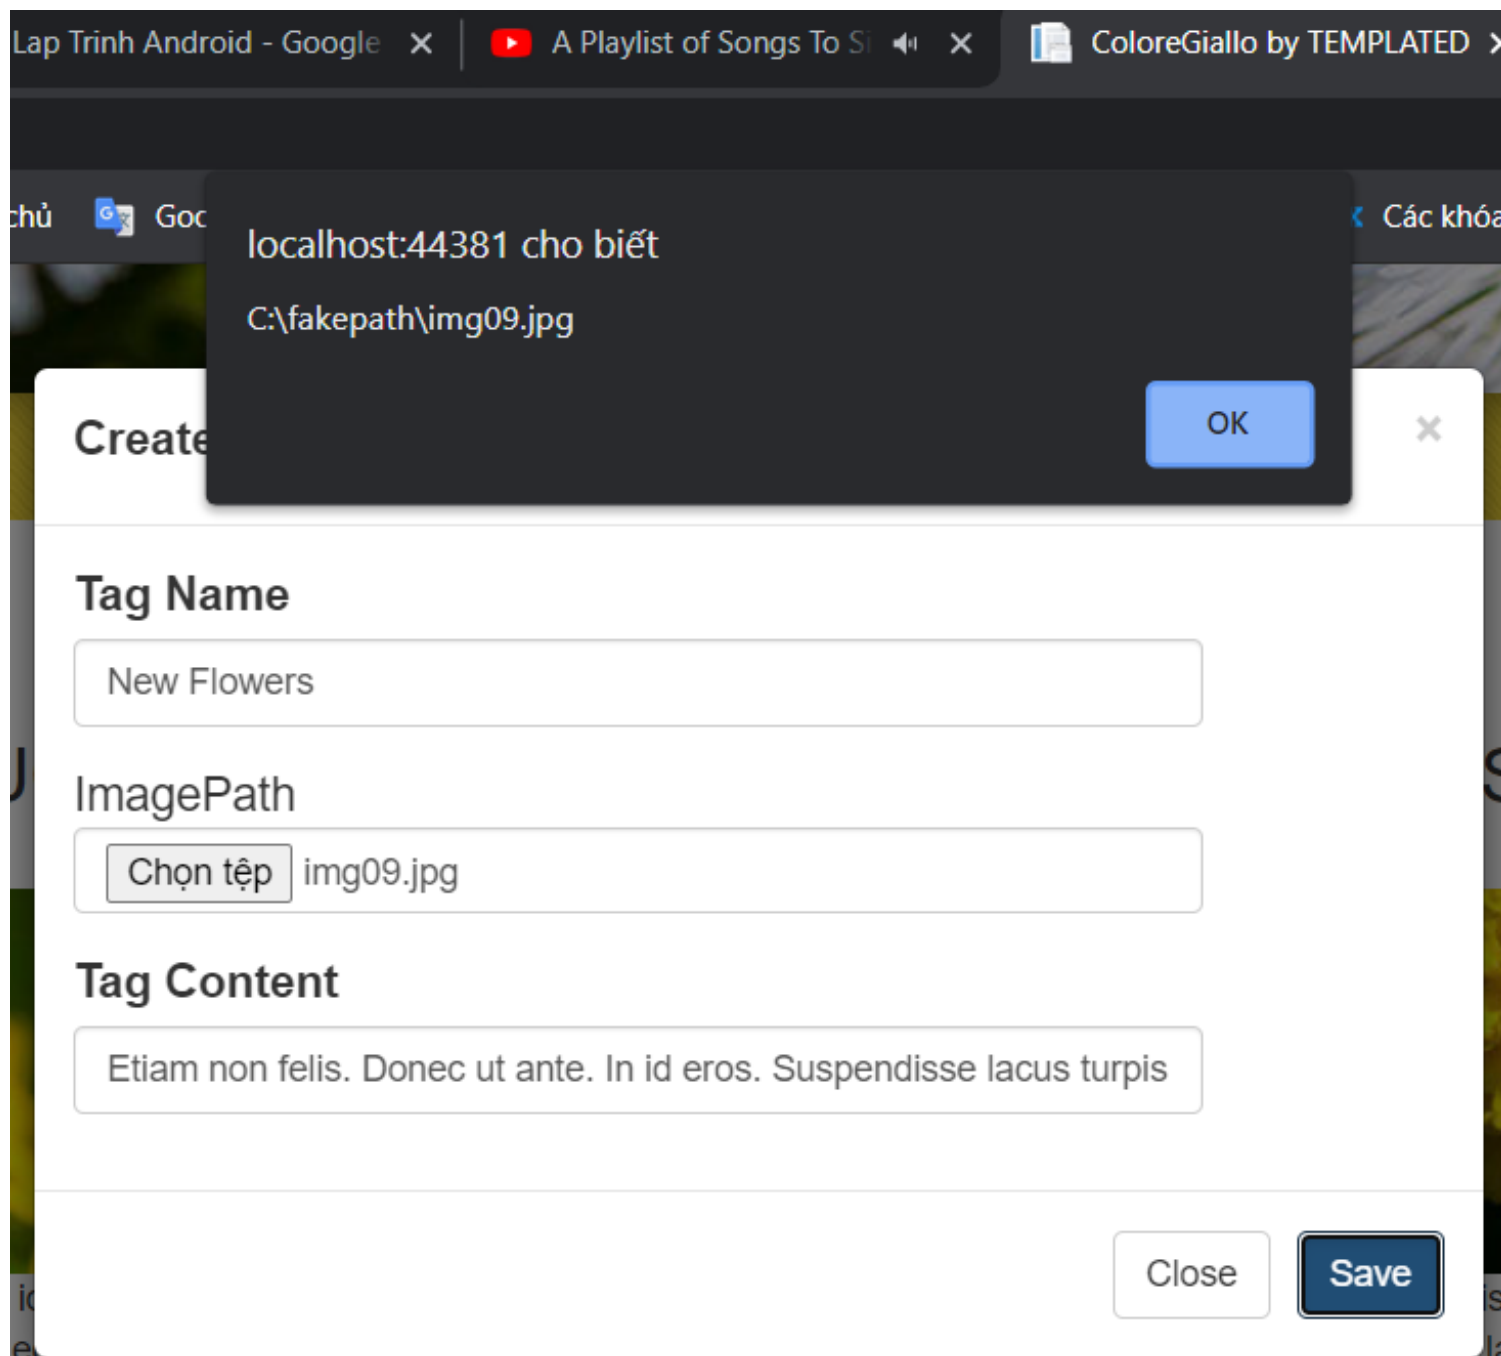 Lap Trinh Android - Google
A Playlist of Songs To Si
ColoreGiallo by TEMPLATED
chủ
Goo
Các khóa
localhost:44381 cho biết
C:\fakepath\img09.jpg
OK
Create
×
Tag Name
New Flowers
ImagePath
Chọn tệp img09.jpg
Tag Content
Etiam non felis. Donec ut ante. In id eros. Suspendisse lacus turpis
Close
Save